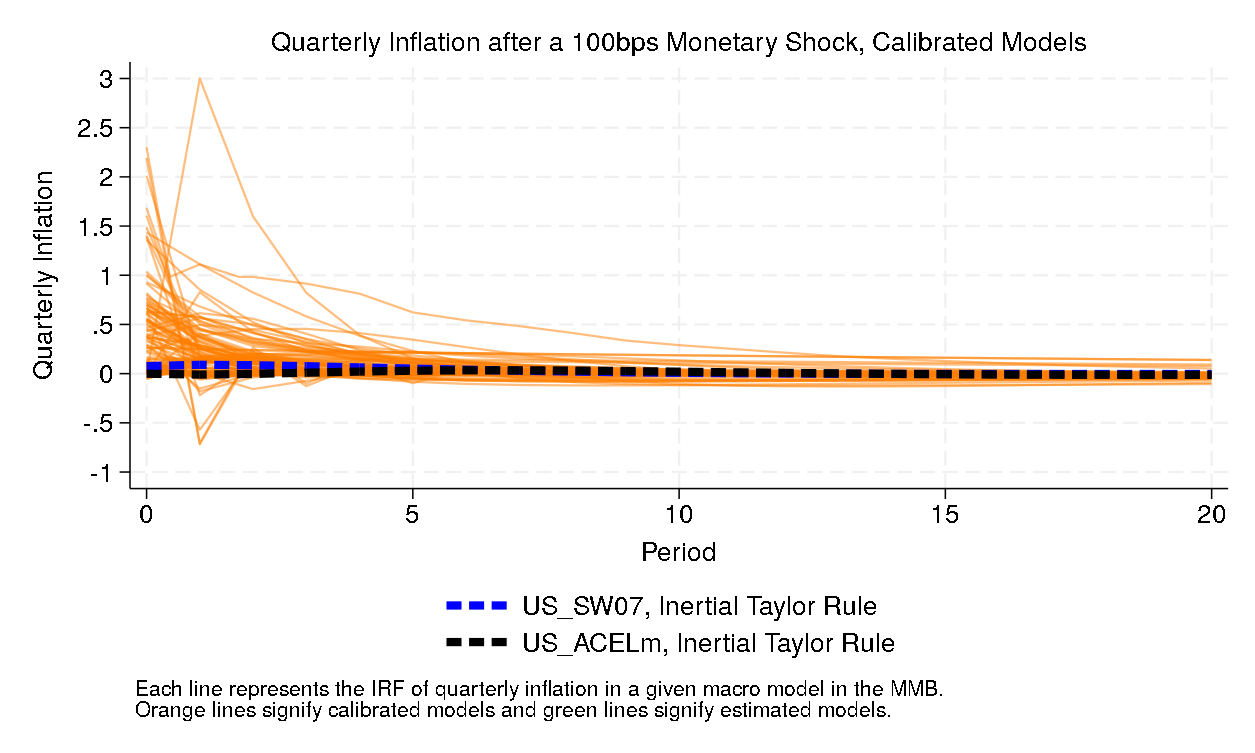 Quarterly Inflation after a 100bps Monetary Shock, Calibrated Models
Quarterly Inflation
3
2.5
2
1.5
1
.5
0
-.5
-1
0 5 10 15 20
Period
US_SW07, Inertial Taylor Rule
US_ACELm, Inertial Taylor Rule
Each line represents the IRF of quarterly inflation in a given macro model in the MMB.
Orange lines signify calibrated models and green lines signify estimated models.